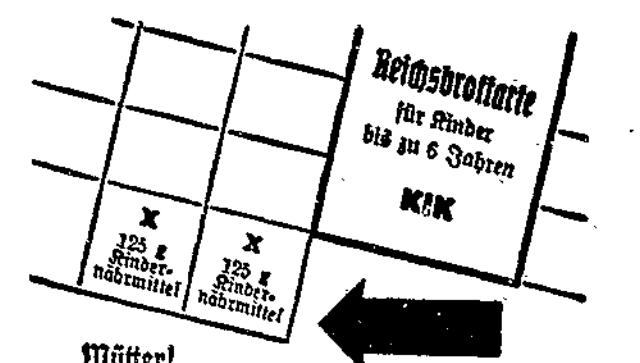 Reichsbrotkarte
für Kinder
bis zu 6 Jahren
KlK
X
125 g
Kinder-
nährmittel
X
125 g
Kinder-
nährmittel
Mütter!